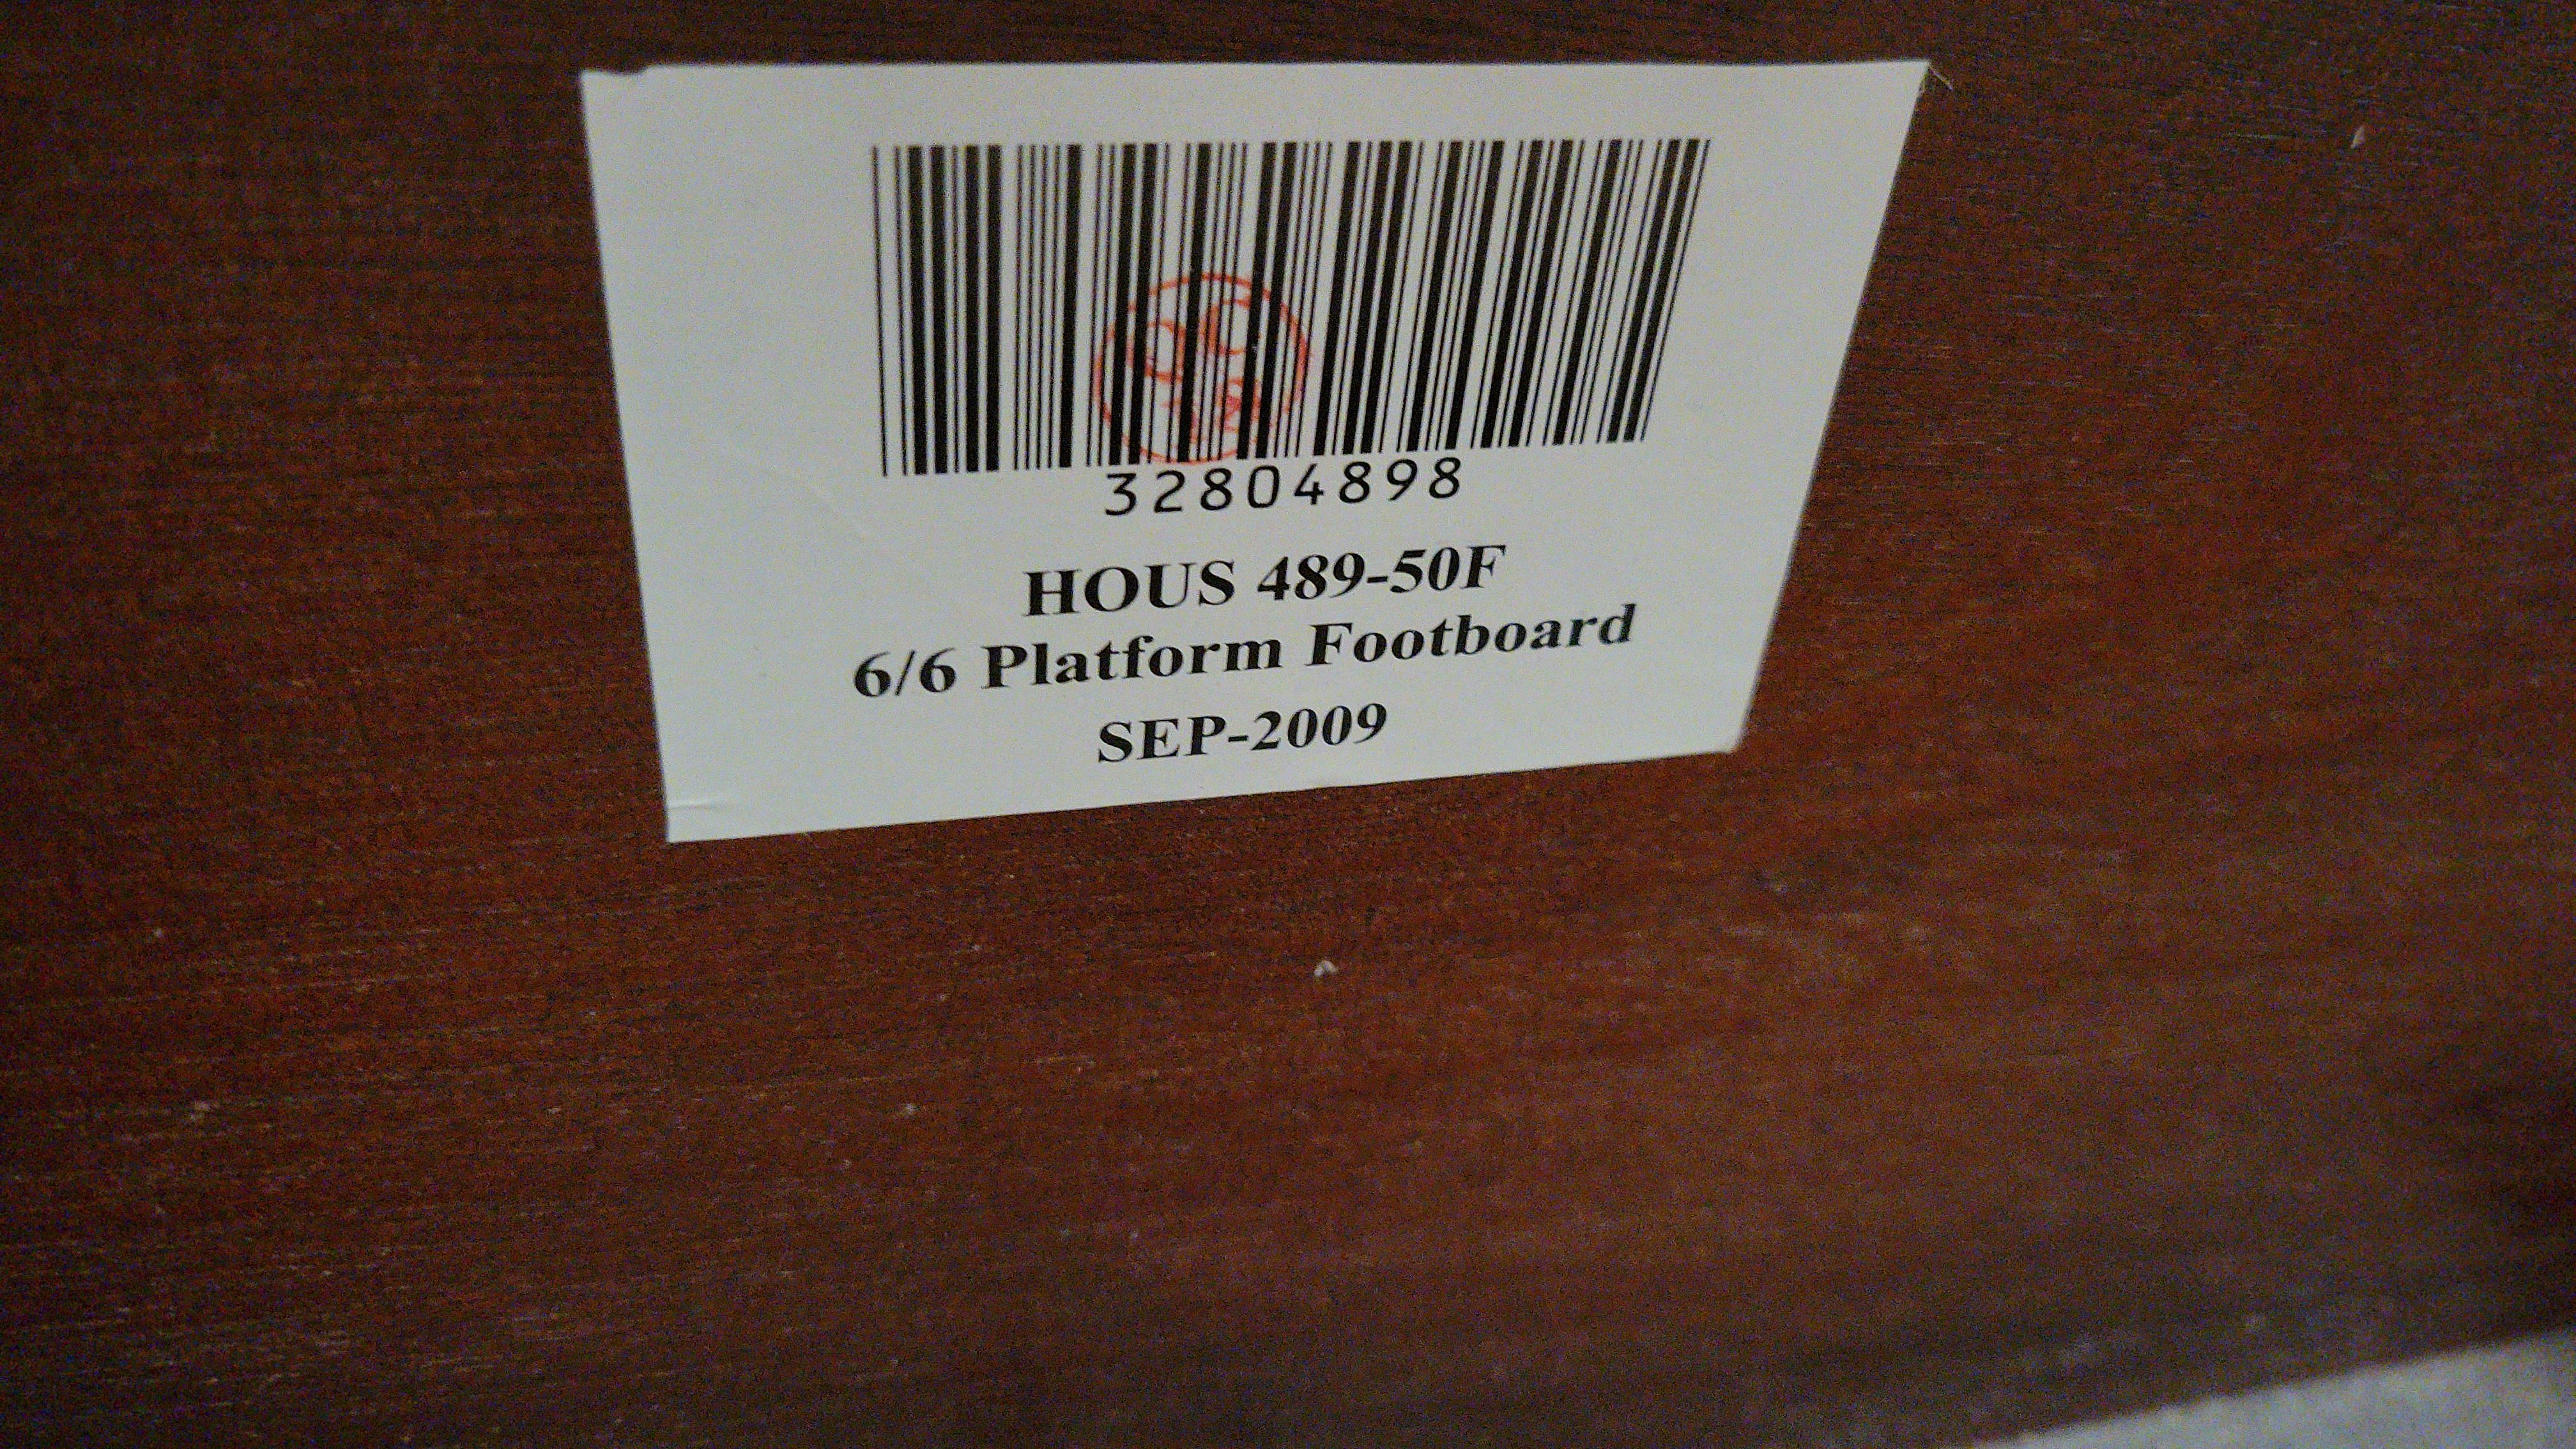 32804898
HOUS 489-50F
6/6 Platform Footboard
SEP-2009